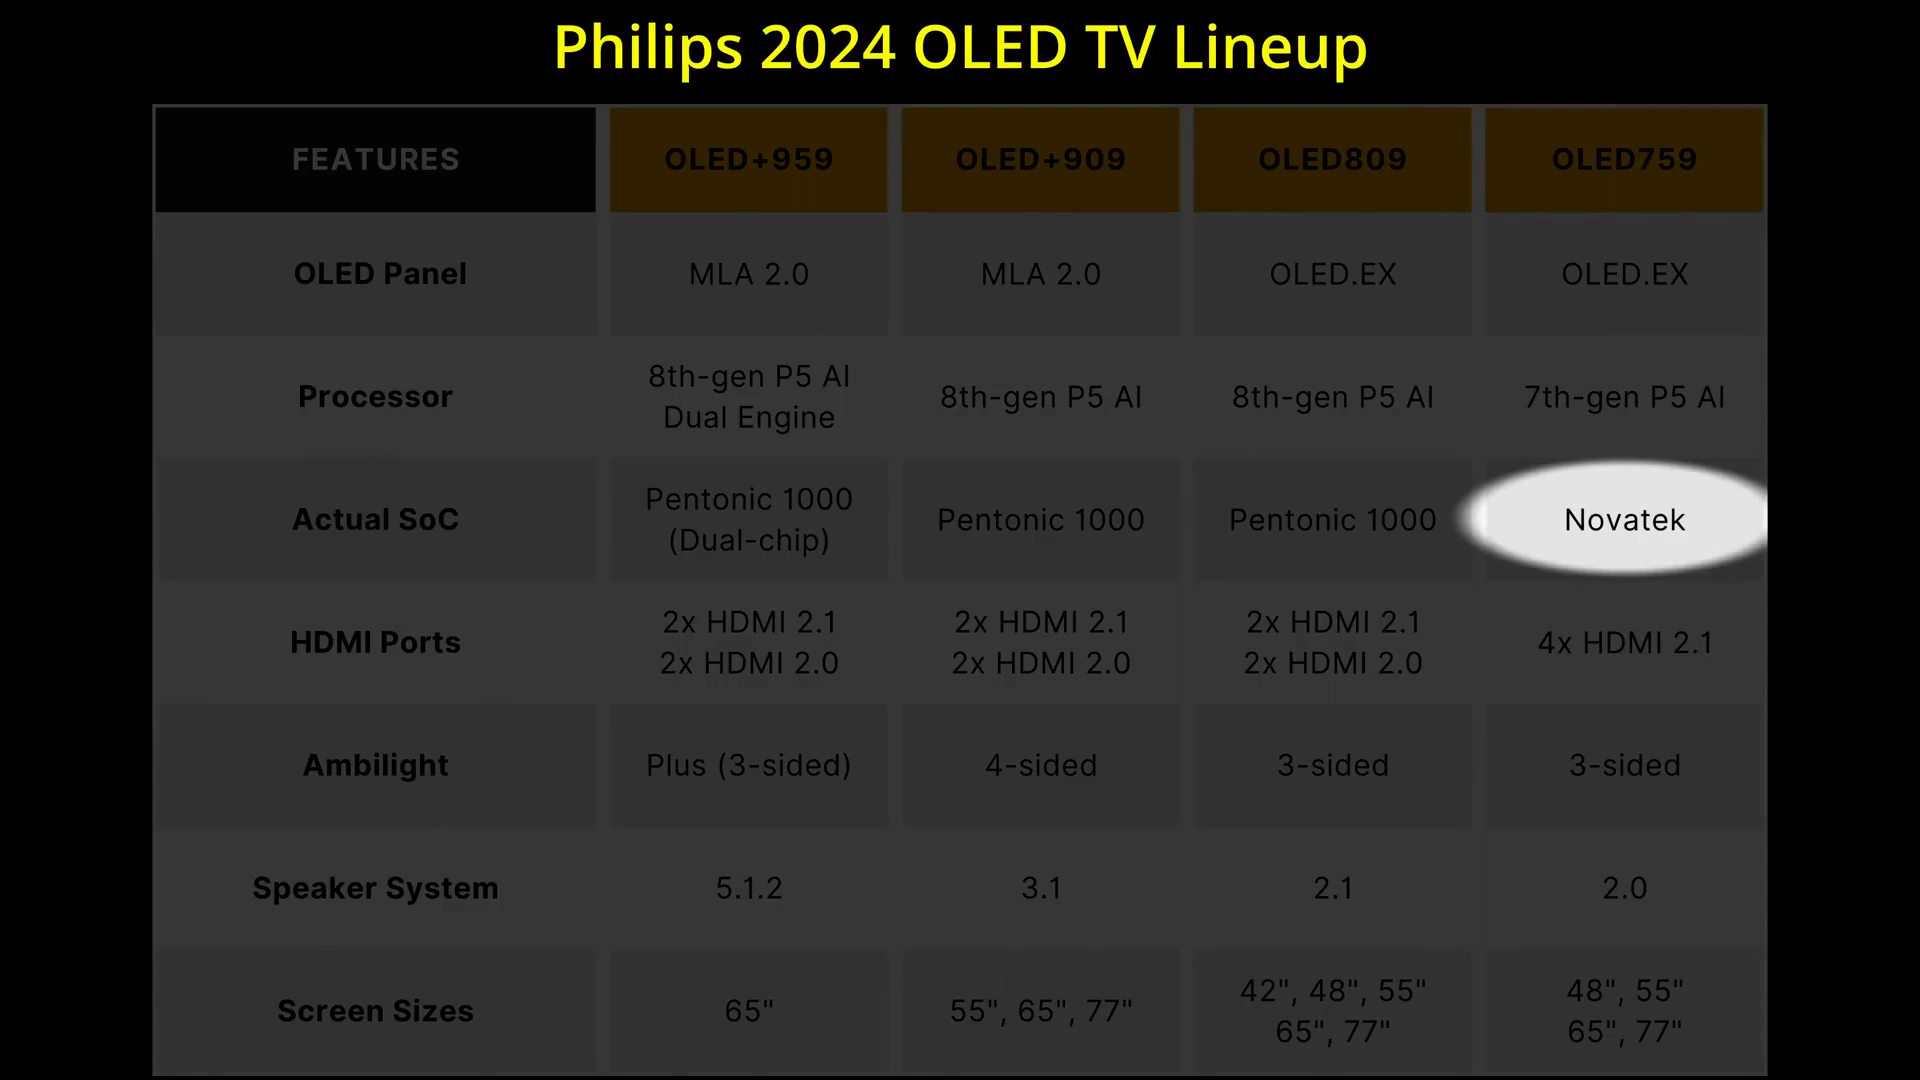 Philips 2024 OLED TV Lineup
FEATURES
OLED+959
OLED+909
OLED809
OLED759
OLED Panel
MLA 2.0
MLA 2.0
OLED.EX
OLED.EX
Processor
8th-gen P5 AI
Dual Engine
8th-gen P5 AI
8th-gen P5 AI
7th-gen P5 AI
Actual SoC
Pentonic 1000
(Dual-chip)
Pentonic 1000
Pentonic 1000
Novatek
HDMI Ports
2x HDMI 2.1
2x HDMI 2.0
2x HDMI 2.1
2x HDMI 2.0
2x HDMI 2.1
2x HDMI 2.0
4x HDMI 2.1
Ambilight
Plus (3-sided)
4-sided
3-sided
3-sided
Speaker System
5.1.2
3.1
2.1
2.0
Screen Sizes
65"
55", 65", 77"
42", 48", 55"
65", 77"
48", 55"
65", 77"